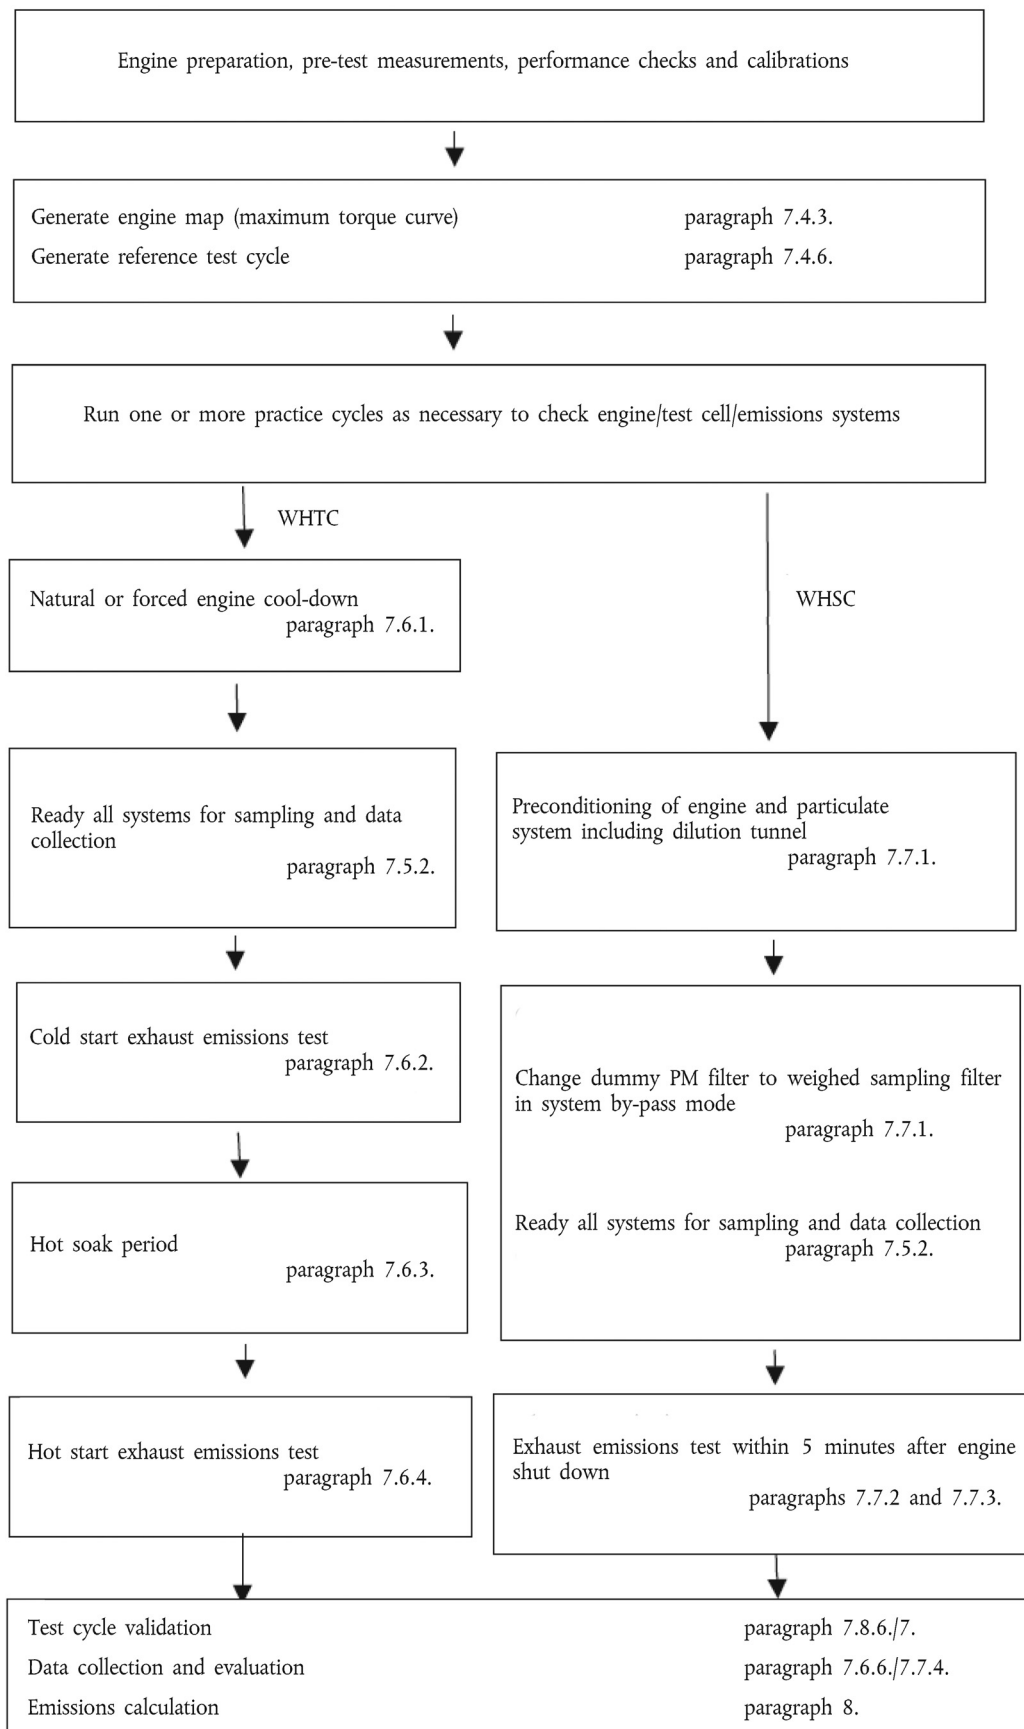 Engine preparation, pre-test measurements, performance checks and calibrations
Generate engine map (maximum torque curve) paragraph 7.4.3.
Generate reference test cycle paragraph 7.4.6.
Run one or more practice cycles as necessary to check engine/test cell/emissions systems
WHTC
Natural or forced engine cool-down
paragraph 7.6.1.
Ready all systems for sampling and data
collection
paragraph 7.5.2.
Cold start exhaust emissions test
paragraph 7.6.2.
Hot soak period
paragraph 7.6.3.
Hot start exhaust emissions test
paragraph 7.6.4.
WHSC
Preconditioning of engine and particulate
system including dilution tunnel
paragraph 7.7.1.
Change dummy PM filter to weighed sampling filter
in system by-pass mode
paragraph 7.7.1.
Ready all systems for sampling and data collection
paragraph 7.5.2.
Exhaust emissions test within 5 minutes after engine
shut down
paragraphs 7.7.2 and 7.7.3.
Test cycle validation paragraph 7.8.6./7.
Data collection and evaluation paragraph 7.6.6./7.7.4.
Emissions calculation paragraph 8.